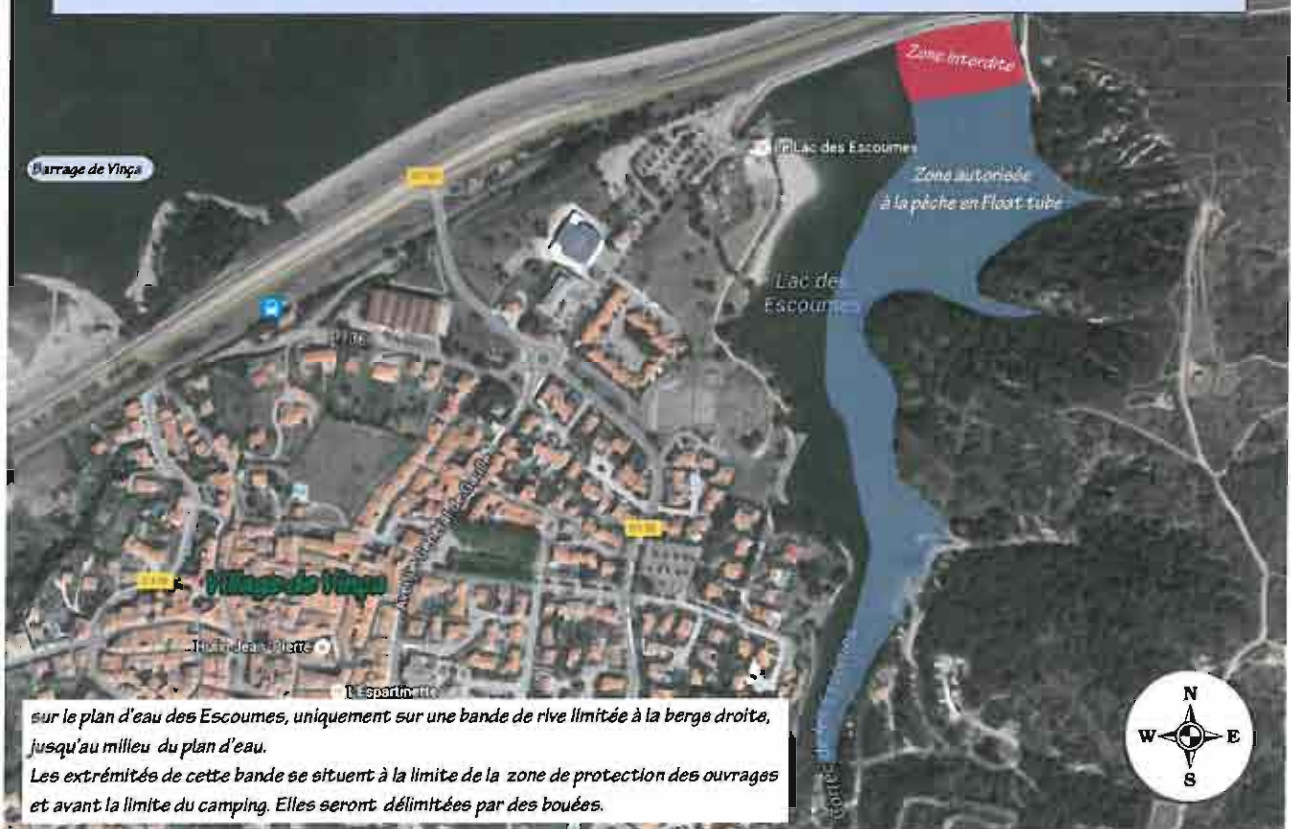 Zone interdite
Barrage de Vinça
Lac des Escoumes
Zone autorisée
à la pêche en Float tube
Lac des
Escoumes
Village de Vinça
L'Espartinette
sur le plan d'eau des Escoumes, uniquement sur une bande de rive limitée à la berge droite,
jusqu'au milieu du plan d'eau.
Les extrémités de cette bande se situent à la limite de la zone de protection des ouvrages
et avant la limite du camping. Elles seront délimitées par des bouées.
N
W E
S